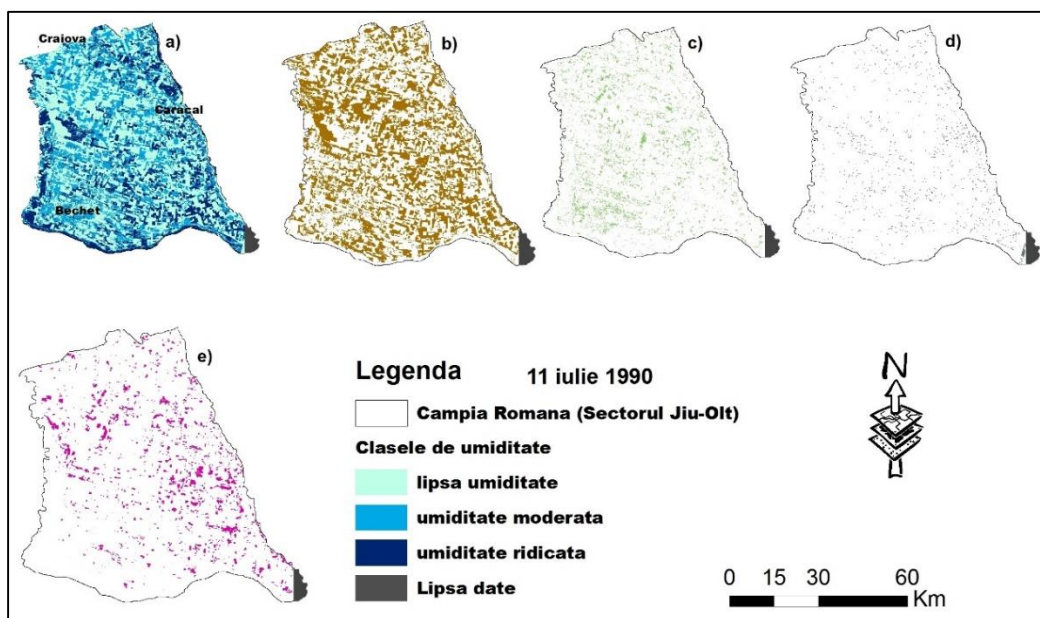 Craiova
a)
b)
c)
d)
Caracal
Bechet
e)
Legenda
11 iulie 1990
N
Campia Romana (Sectorul Jiu-Olt)
Clasele de umiditate
lipsa umiditate
umiditate moderata
umiditate ridicata
Lipsa date
0 15 30 60
Km